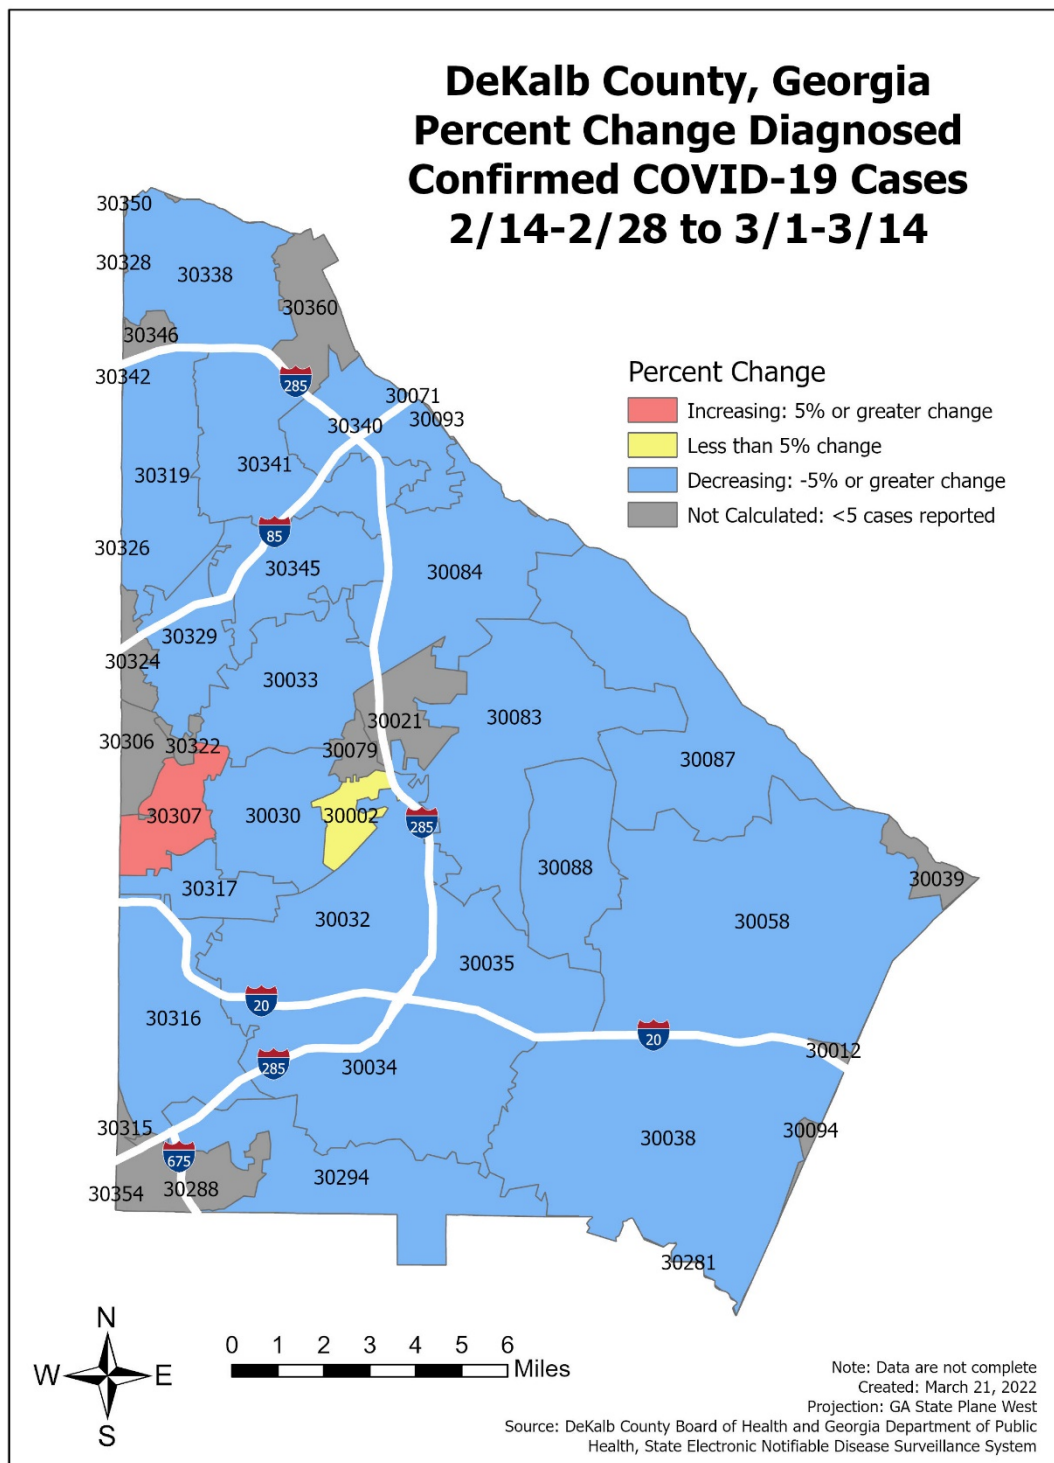 DeKalb County, Georgia
Percent Change Diagnosed
Confirmed COVID-19 Cases
2/14-2/28 to 3/1-3/14
30350
30328
30338
30360
30346
30342
285
30071
30340
30093
30341
30319
85
30326
30345
30084
30329
30324
30033
30021
30083
30306
30322
30079
30087
30307
30030
30002
285
30088
30039
30317
30032
30058
30035
20
30316
20
30012
285
30034
30315
30094
30038
675
30294
30354
30288
30281
Percent Change
Increasing: 5% or greater change
Less than 5% change
Decreasing: -5% or greater change
Not Calculated: <5 cases reported
N
W
E
S
0 1 2 3 4 5 6
Miles
Note: Data are not complete
Created: March 21, 2022
Projection: GA State Plane West
Source: DeKalb County Board of Health and Georgia Department of Public
Health, State Electronic Notifiable Disease Surveillance System